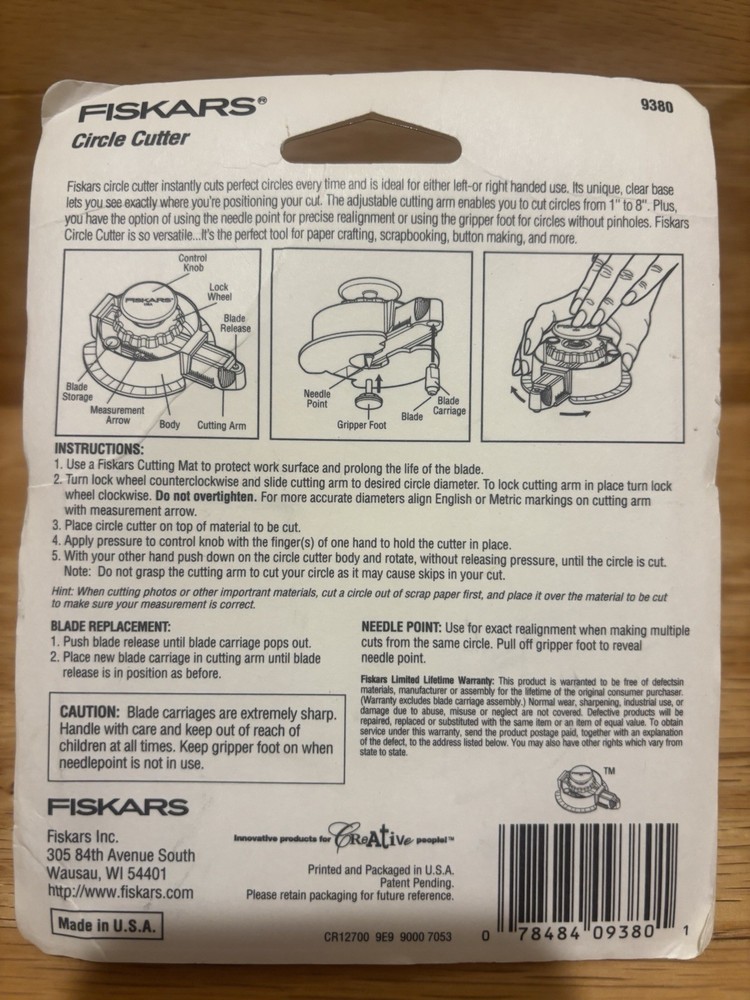 FISKARS®
9380
Circle Cutter
Fiskars circle cutter instantly cuts perfect circles every time and is ideal for either left-or right handed use. Its unique, clear base
lets you see exactly where you're positioning your cut. The adjustable cutting arm enables you to cut circles from 1" to 8". Plus,
you have the option of using the needle point for precise realignment or using the gripper foot for circles without pinholes. Fiskars
Circle Cutter is so versatile...It's the perfect tool for paper crafting, scrapbooking, button making, and more.
Control
Knob
Lock
Wheel
FISKARS
Blade
Release
Blade
Storage
Measurement
Arrow
Body
Cutting Arm
Needle
Point
Gripper Foot
Blade
Blade
Carriage
INSTRUCTIONS:
1. Use a Fiskars Cutting Mat to protect work surface and prolong the life of the blade.
2. Turn lock wheel counterclockwise and slide cutting arm to desired circle diameter. To lock cutting arm in place turn lock
wheel clockwise. Do not overtighten. For more accurate diameters align English or Metric markings on cutting arm
with measurement arrow.
3. Place circle cutter on top of material to be cut.
4. Apply pressure to control knob with the finger(s) of one hand to hold the cutter in place.
5. With your other hand push down on the circle cutter body and rotate, without releasing pressure, until the circle is cut.
Note: Do not grasp the cutting arm to cut your circle as it may cause skips in your cut.
Hint: When cutting photos or other importrant materials, cut a circle out of scrap paper first, and place it over the material to be cut
to make sure your measurement is correct.
BLADE REPLACEMENT:
1. Push blade release until blade carriage pops out.
2. Place new blade carriage in cutting arm until blade
release is in position as before.
CAUTION: Blade carriages are extremely sharp.
Handle with care and keep out of reach of
children at all times. Keep gripper foot on when
needlepoint is not in use.
NEEDLE POINT: Use for exact realignment when making multiple
cuts from the same circle. Pull off gripper foot to reveal
needle point.
Fiskars Limited Lifetime Warranty: This product is warranted to be free of defectsin
materials, manufacturer or assembly for the lifetime of the original consumer purchaser.
(Warranty excludes blade carriage assembly.) Normal wear, sharpening, industrial use, or
damage due to abuse, misuse or neglect are not covered. Defective products will be
repaired, replaced or substituted with the same item or an item of equal value. To obtain
service under this warranty, send the product postage paid, together with an explanation
of the defect, to the address listed below. You may also have other rights which vary from
state to state.
TM
FISKARS
Fiskars Inc.
305 84th Avenue South
Wausau, WI 54401
http://www.fiskars.com
Made in U.S.A.
Innovative products for CReAtive people!™
Printed and Packaged in U.S.A.
Patent Pending.
Please retain packaging for future reference.
CR12700 9E9 9000 7053
0 78484 09380 1